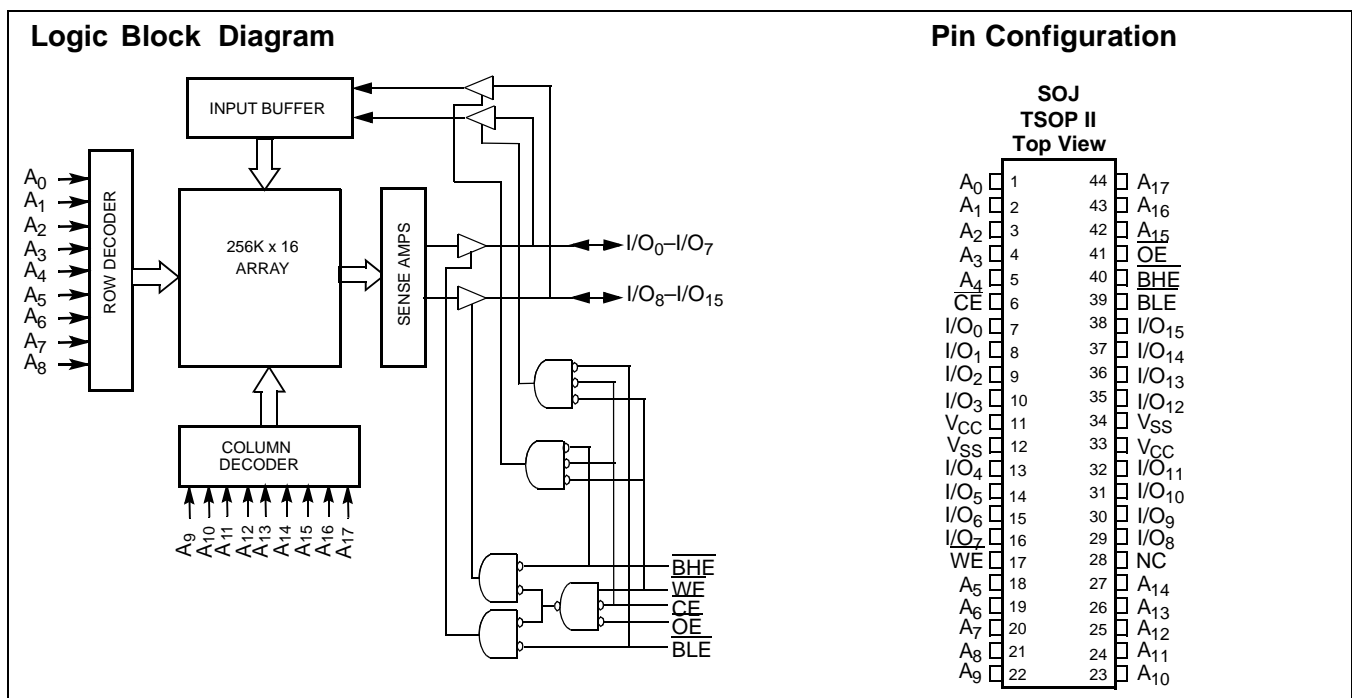 Logic Block Diagram
INPUT BUFFER
A0
A1
A2
A3
A4
A5
A6
A7
A8
ROW DECODER
256K x 16
ARRAY
SENSE AMPS
I/O0–I/O7
I/O8–I/O15
COLUMN
DECODER
A9
A10
A11
A12
A13
A14
A15
A16
A17
BHE
WE
CE
OE
BLE
Pin Configuration
SOJ
TSOP II
Top View
A0 1 44 A17
A1 2 43 A16
A2 3 42 A15
A3 4 41 OE
A4 5 40 BHE
CE 6 39 BLE
I/O0 7 38 I/O15
I/O1 8 37 I/O14
I/O2 9 36 I/O13
I/O3 10 35 I/O12
VCC 11 34 VSS
VSS 12 33 VCC
I/O4 13 32 I/O11
I/O5 14 31 I/O10
I/O6 15 30 I/O9
I/O7 16 29 I/O8
WE 17 28 NC
A5 18 27 A14
A6 19 26 A13
A7 20 25 A12
A8 21 24 A11
A9 22 23 A10